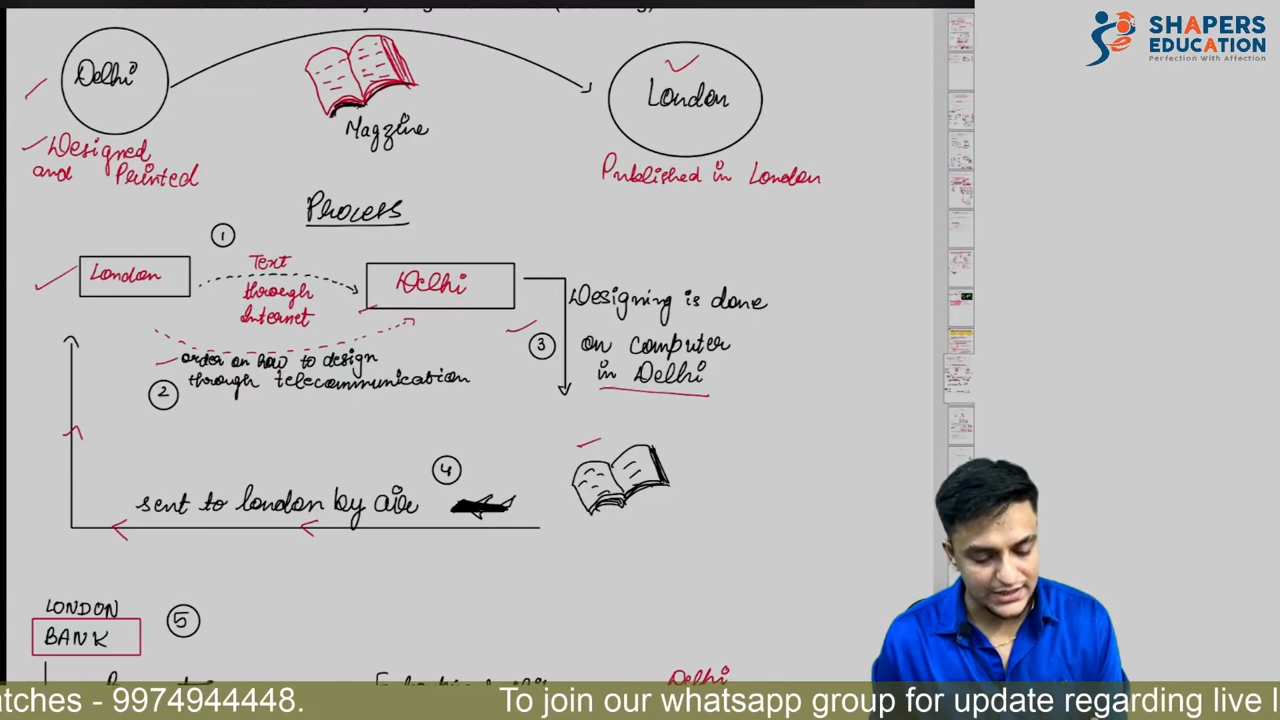 SHAPERS
EDUCATION
Perfection With Affection
Delhi
Magzine
London
Designed
and Printed
Published in London
Process
1
London
Text
through
Internet
Delhi
Designing is done
3
on computer
in Delhi
order on how to design
through telecommunication
2
4
sent to london by air
LONDON
BANK
5
Delhi
atches - 9974944448.
To join our whatsapp group for update regarding live l